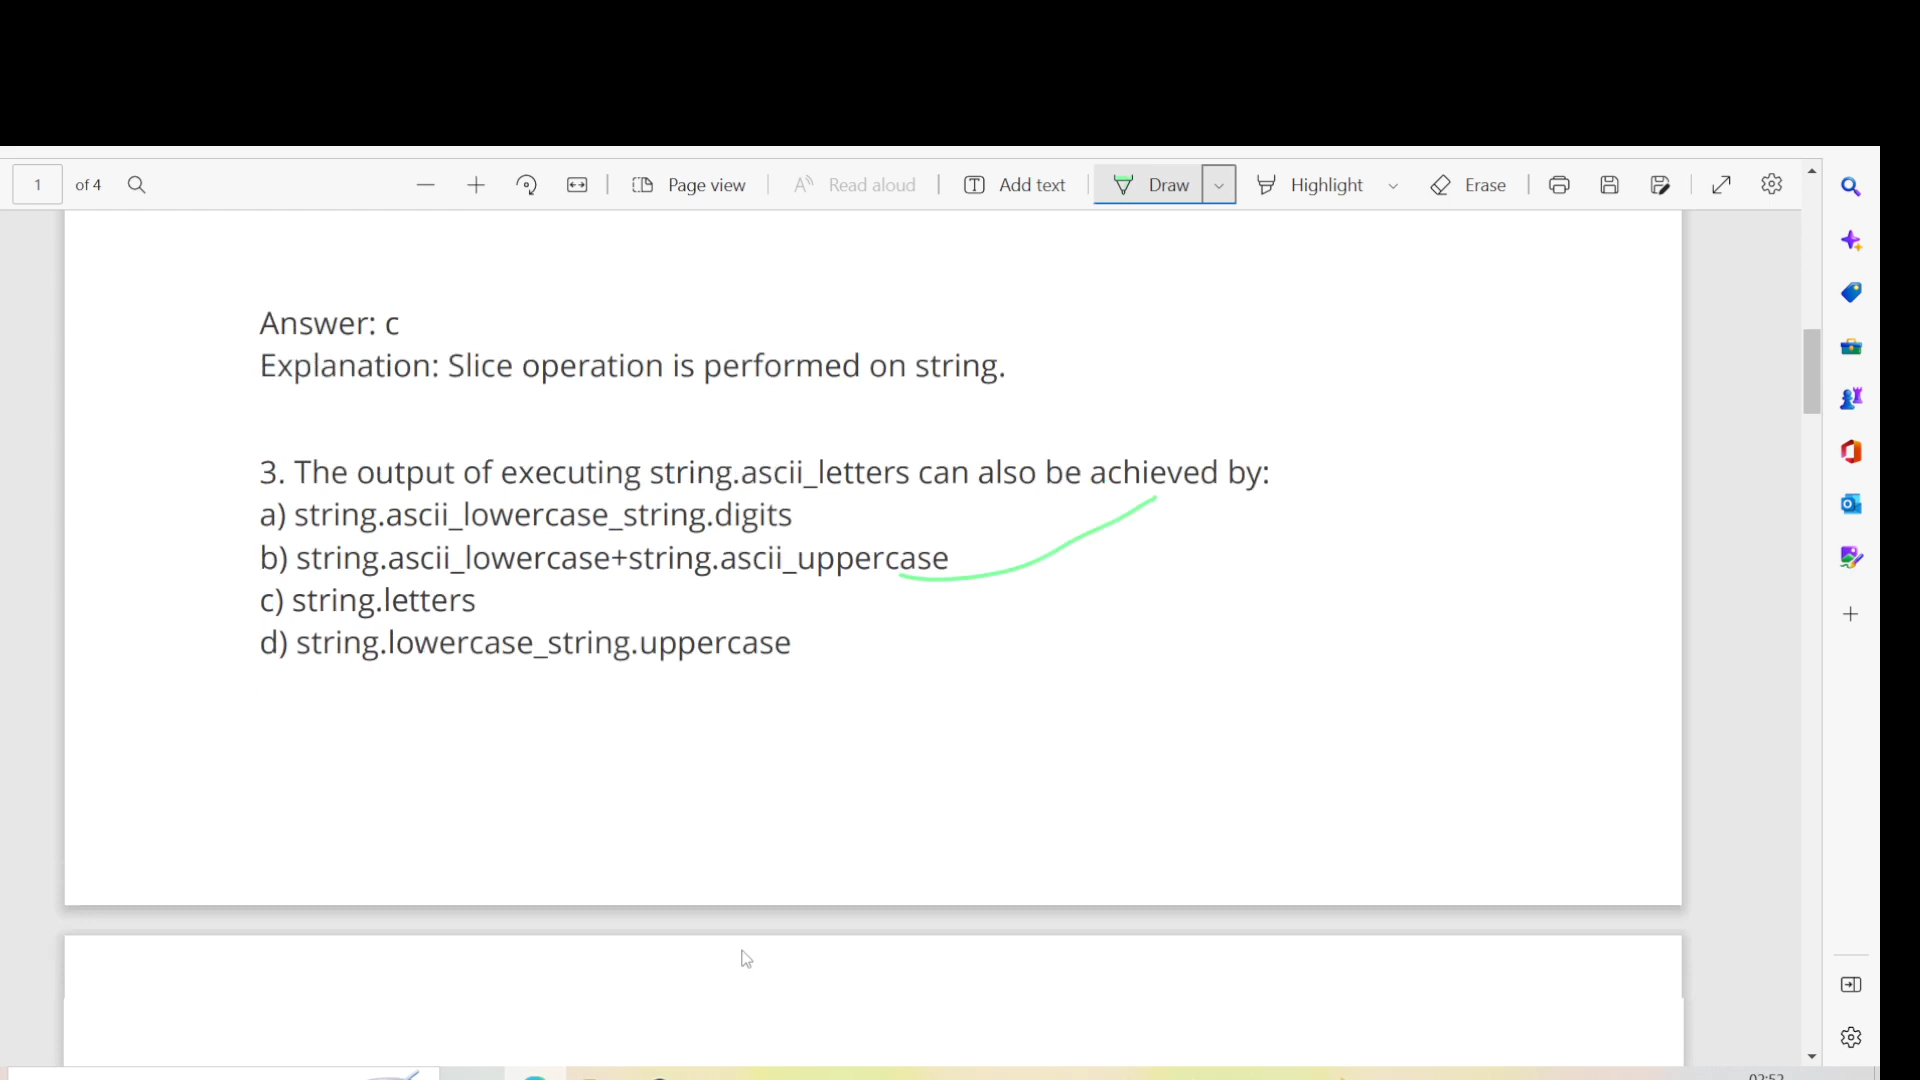 1 of 4 Page view Read aloud Add text Draw Highlight Erase
Answer: c
Explanation: Slice operation is performed on string.
3. The output of executing string.ascii_letters can also be achieved by:
a) string.ascii_lowercase_string.digits
b) string.ascii_lowercase+string.ascii_uppercase
c) string.letters
d) string.lowercase_string.uppercase